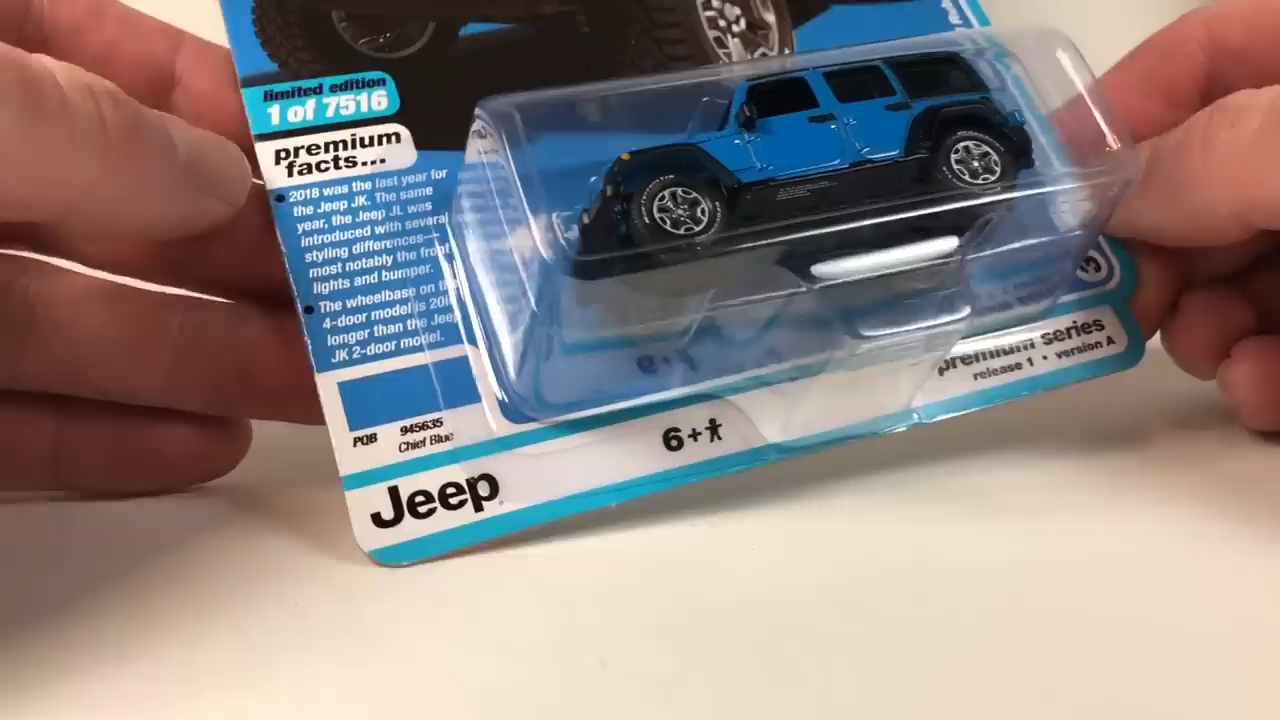 limited edition
1 of 7516
premium
facts...
• 2018 was the last year for
the Jeep JK. The same
year, the Jeep JL was
introduced with several
styling differences—
most notably the front
lights and bumper.
• The wheelbase on the
4-door model is 20in
longer than the Jeep
JK 2-door model.
PQB 945635
Chief Blue
Jeep
6+
premium series
release 1 • version A